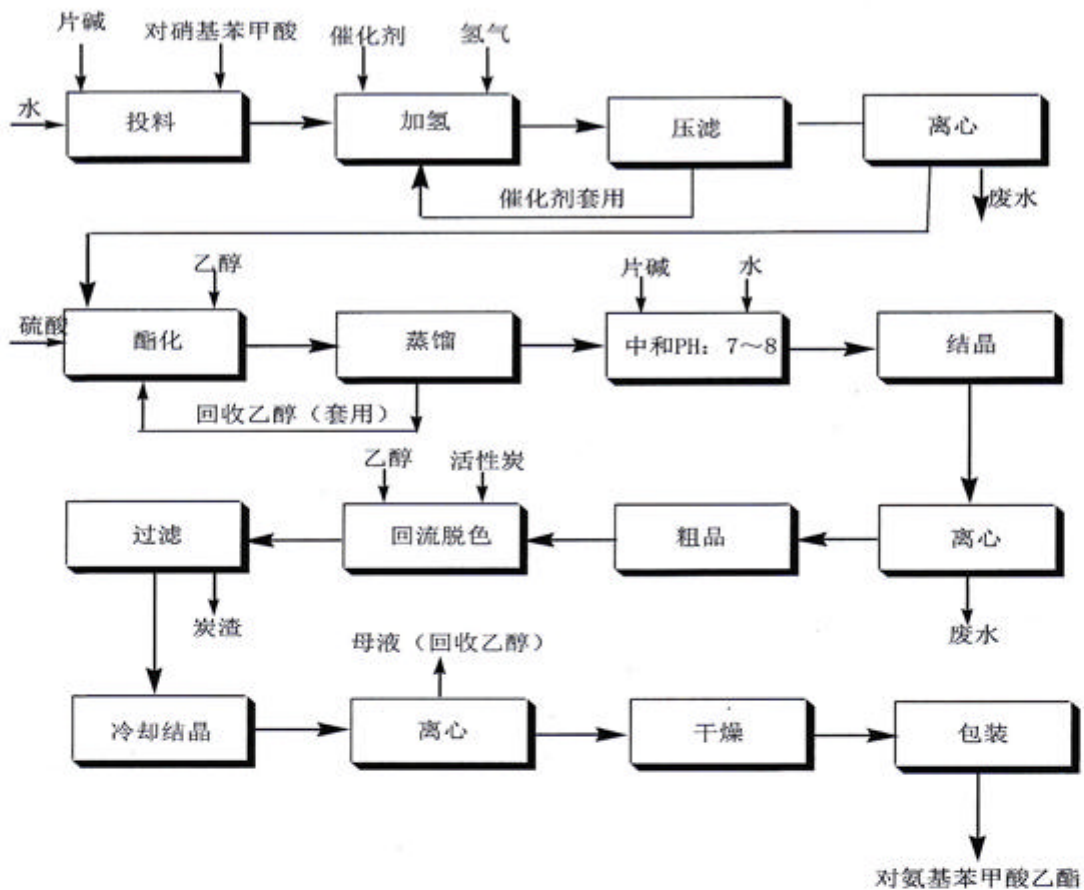 片碱
对硝基苯甲酸
催化剂
氢气
水
投料
加氢
压滤
离心
催化剂套用
废水
乙醇
片碱
水
硫酸
酯化
蒸馏
中和PH：7～8
结晶
回收乙醇（套用）
乙醇
活性炭
过滤
回流脱色
粗品
离心
炭渣
废水
母液（回收乙醇）
冷却结晶
离心
干燥
包装
对氨基苯甲酸乙酯